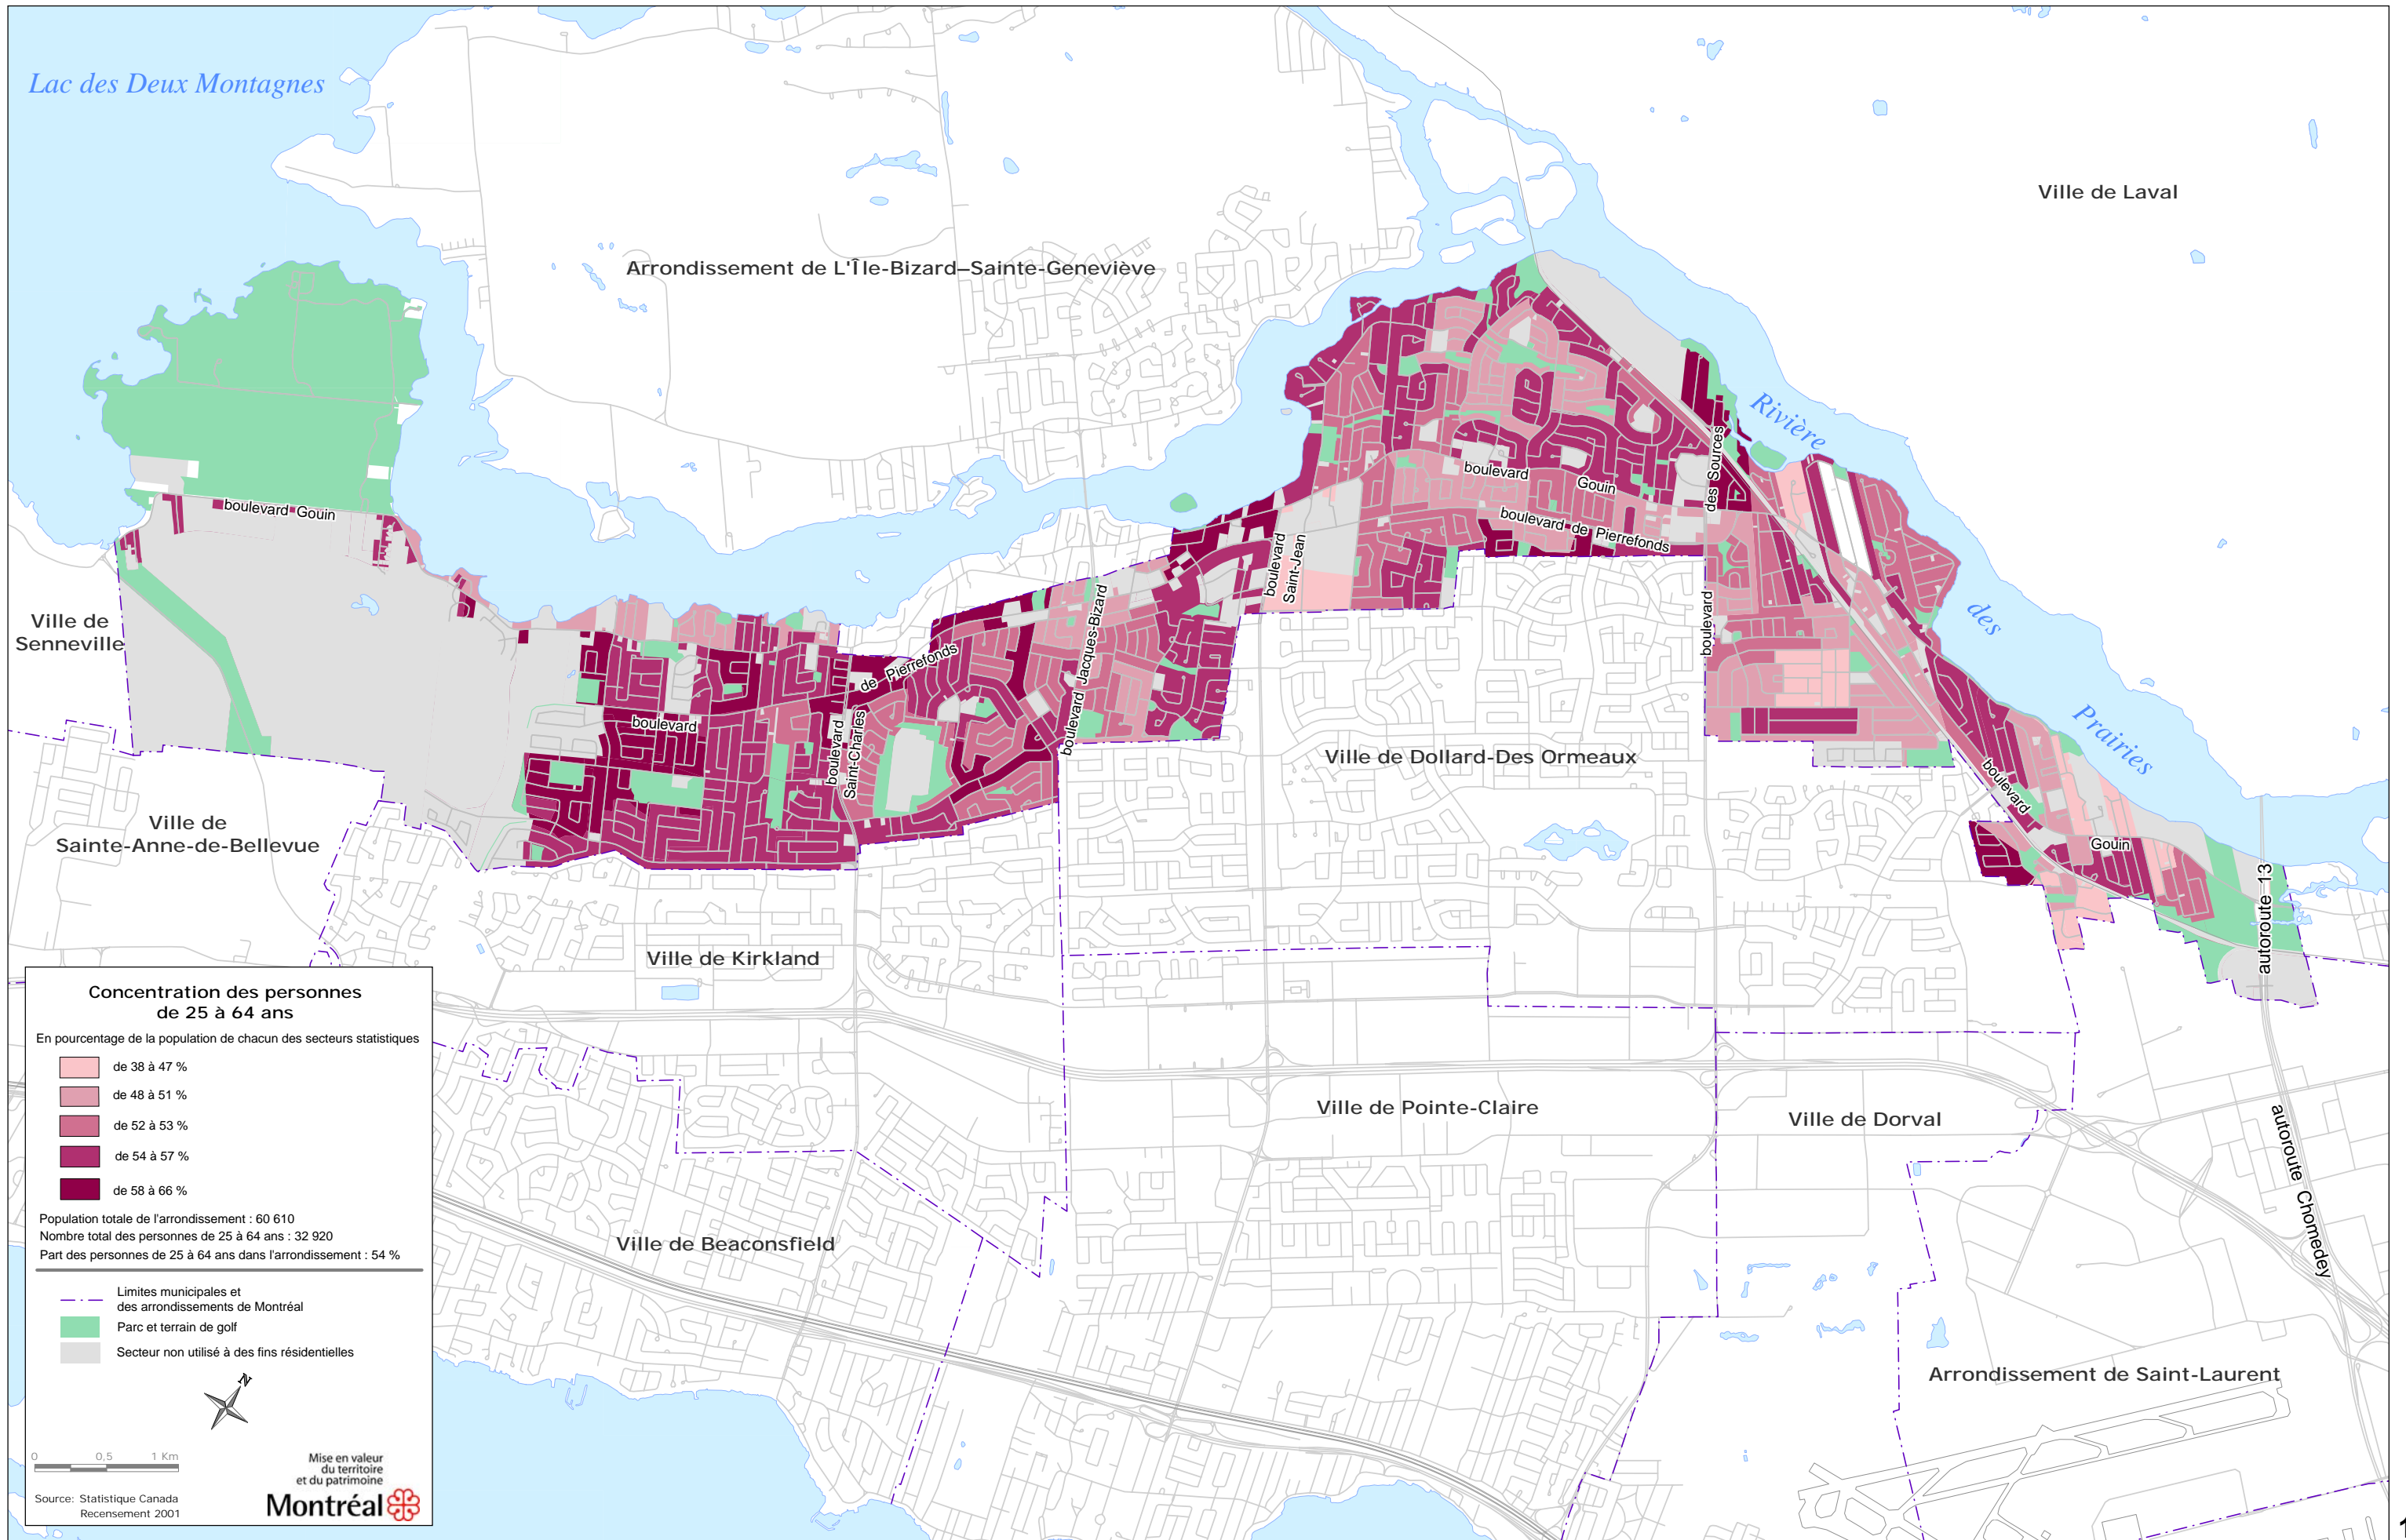 Lac des Deux Montagnes
Ville de Laval
Arrondissement de L'Île-Bizard–Sainte-Geneviève
Rivière
des
Prairies
boulevard Gouin
boulevard
Gouin
des Sources
boulevard
boulevard de Pierrefonds
boulevard
Saint-Jean
boulevard Jacques-Bizard
de Pierrefonds
boulevard
boulevard
Saint-Charles
Ville de
Senneville
Ville de
Sainte-Anne-de-Bellevue
Ville de Dollard-Des Ormeaux
boulevard
Gouin
autoroute 13
Ville de Kirkland
Ville de Pointe-Claire
Ville de Dorval
autoroute Chomedey
Ville de Beaconsfield
Arrondissement de Saint-Laurent
Concentration des personnes
de 25 à 64 ans
En pourcentage de la population de chacun des secteurs statistiques
de 38 à 47 %
de 48 à 51 %
de 52 à 53 %
de 54 à 57 %
de 58 à 66 %
Population totale de l'arrondissement : 60 610
Nombre total des personnes de 25 à 64 ans : 32 920
Part des personnes de 25 à 64 ans dans l'arrondissement : 54 %
Limites municipales et
des arrondissements de Montréal
Parc et terrain de golf
Secteur non utilisé à des fins résidentielles
N
0 0,5 1 Km
Mise en valeur
du territoire
et du patrimoine
Montréal
Source: Statistique Canada
Recensement 2001